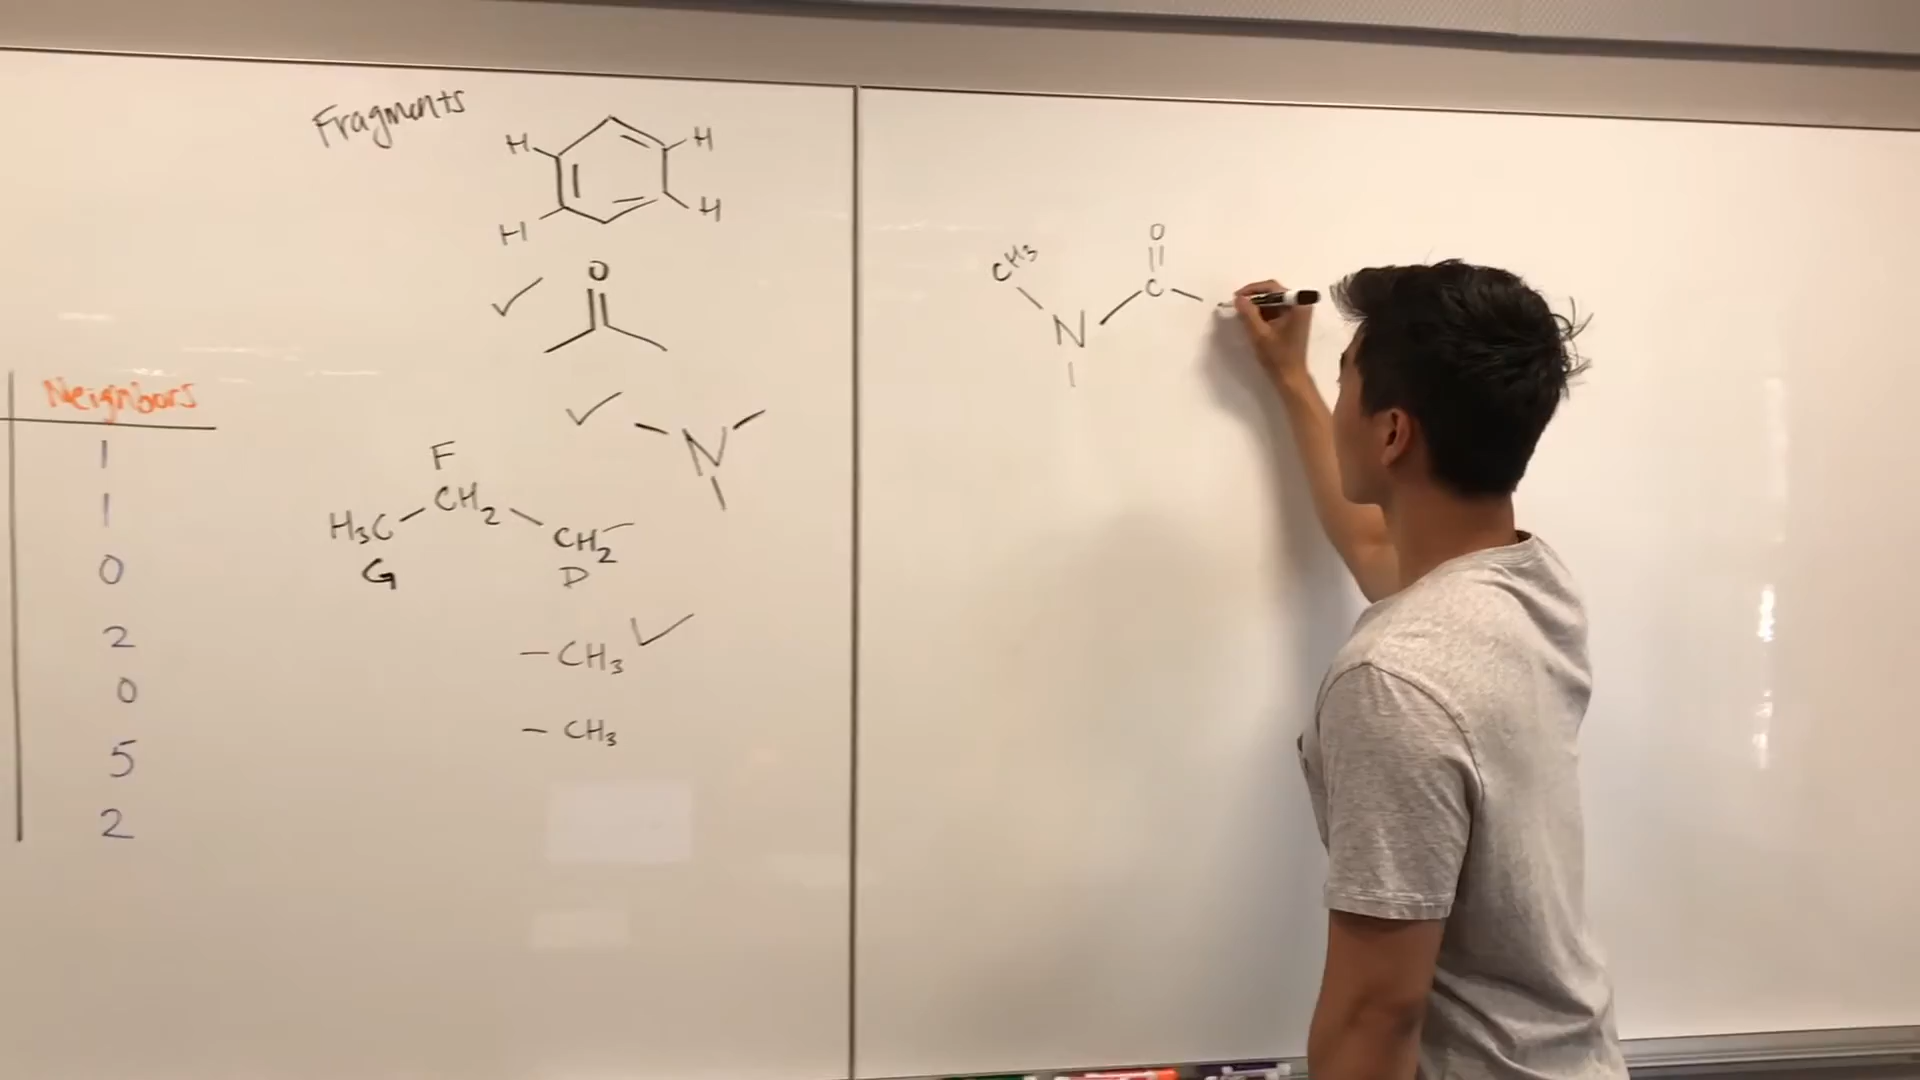 Fragments
H H
H H
O
N
F
H3C CH2 CH2
G D
-CH3
-CH3
Neighbors
1
1
0
2
0
5
2
O
CH3 C
N